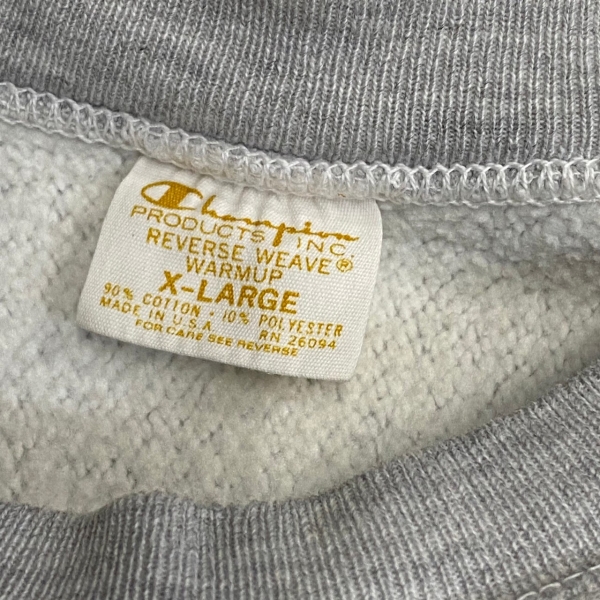 Champion
PRODUCTS INC.
REVERSE WEAVE®
WARMUP
X-LARGE
90% COTTON · 10% POLYESTER
MADE IN U.S.A. RN 26094
FOR CARE SEE REVERSE